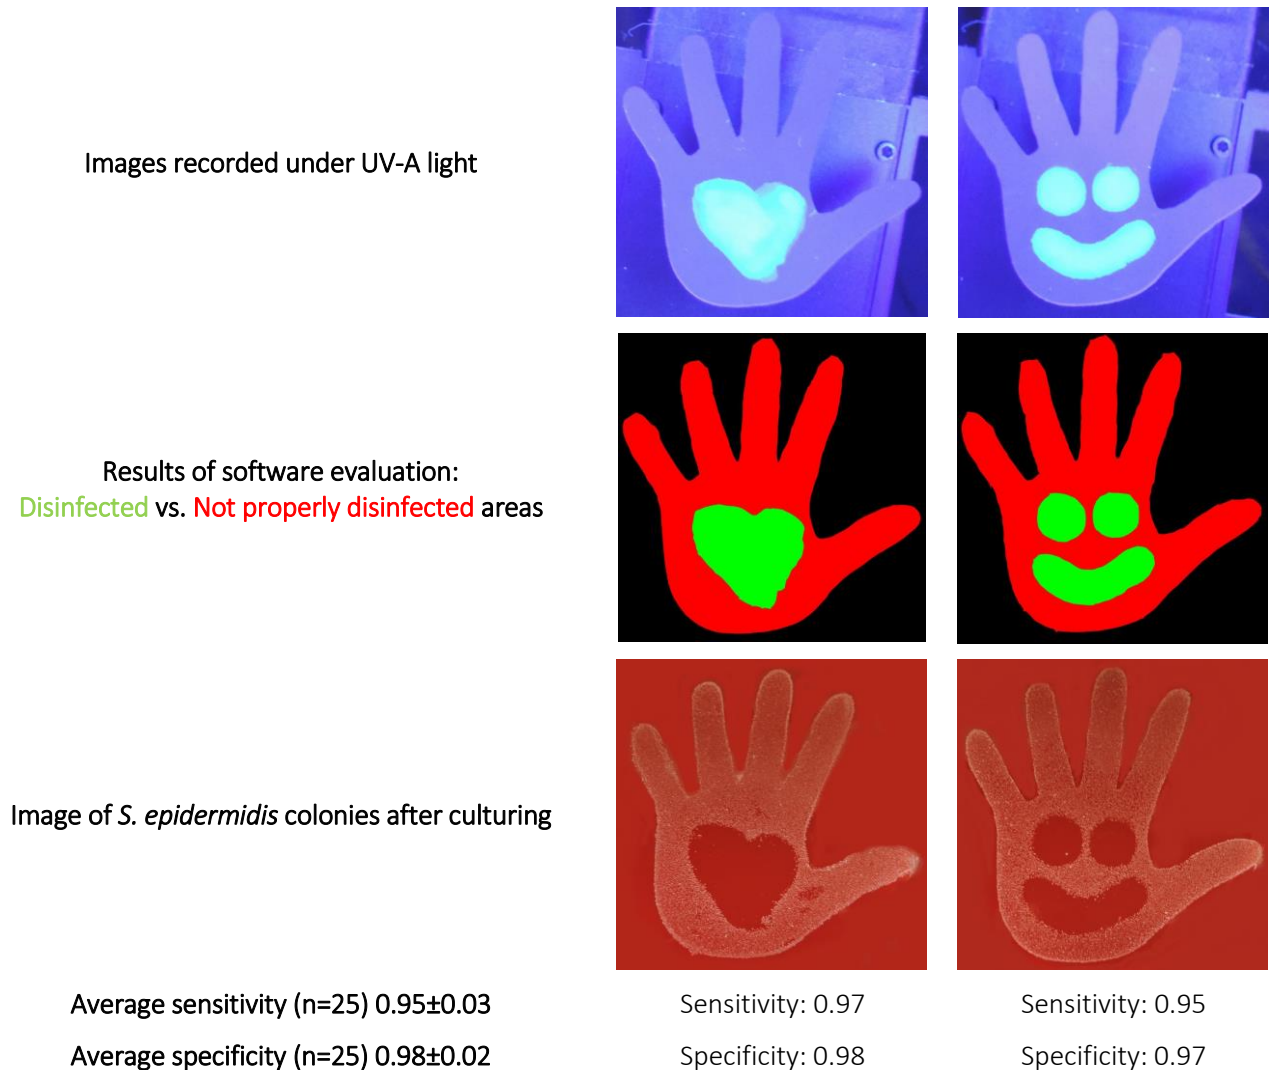 Images recorded under UV-A light
Results of software evaluation:
Disinfected vs. Not properly disinfected areas
Image of S. epidermidis colonies after culturing
Average sensitivity (n=25) 0.95±0.03
Sensitivity: 0.97
Sensitivity: 0.95
Average specificity (n=25) 0.98±0.02
Specificity: 0.98
Specificity: 0.97